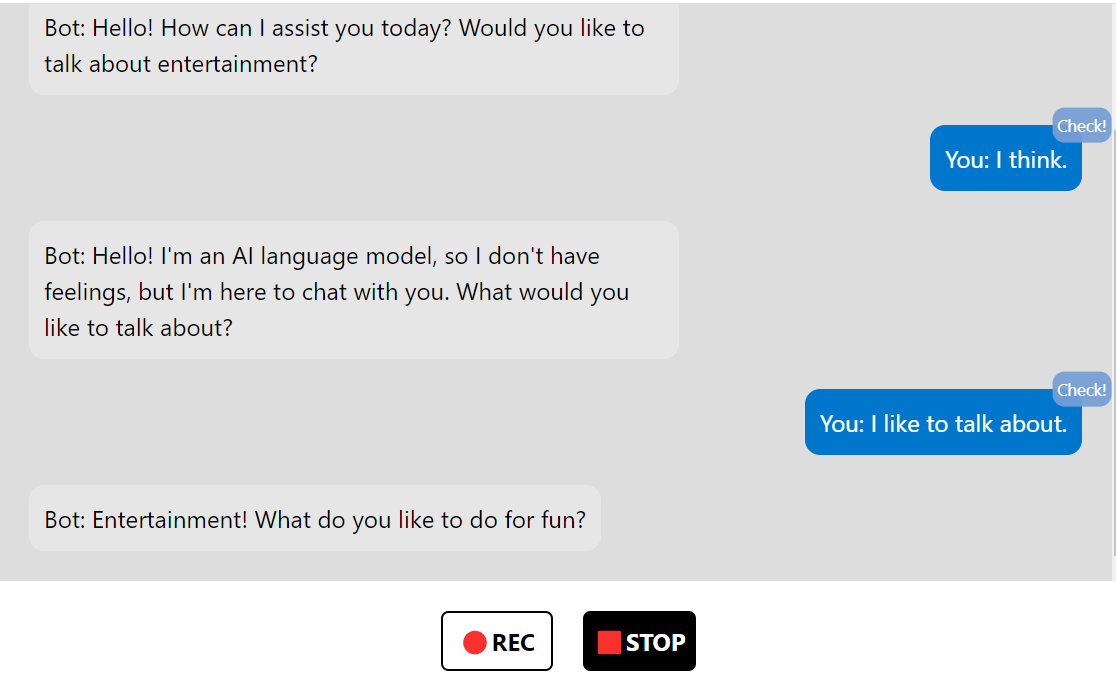 Bot: Hello! How can I assist you today? Would you like to
talk about entertainment?
Check!
You: I think.
Bot: Hello! I'm an AI language model, so I don't have
feelings, but I'm here to chat with you. What would you
like to talk about?
Check!
You: I like to talk about.
Bot: Entertainment! What do you like to do for fun?
REC
STOP